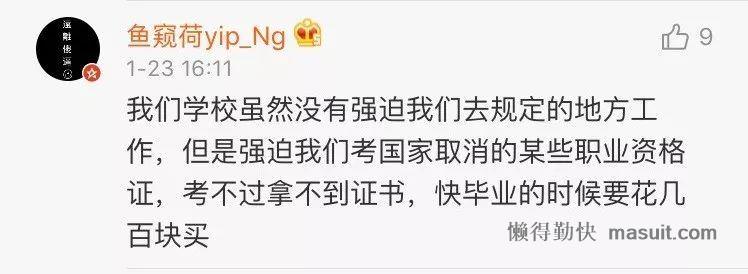 遠離傻逼
鱼窥荷yip_Ng
9
1-23 16:11
我们学校虽然没有强迫我们去规定的地方工
作，但是强迫我们考国家取消的某些职业资格
证，考不过拿不到证书，快毕业的时候要花几
百块买
懒得勤快 masuit.com